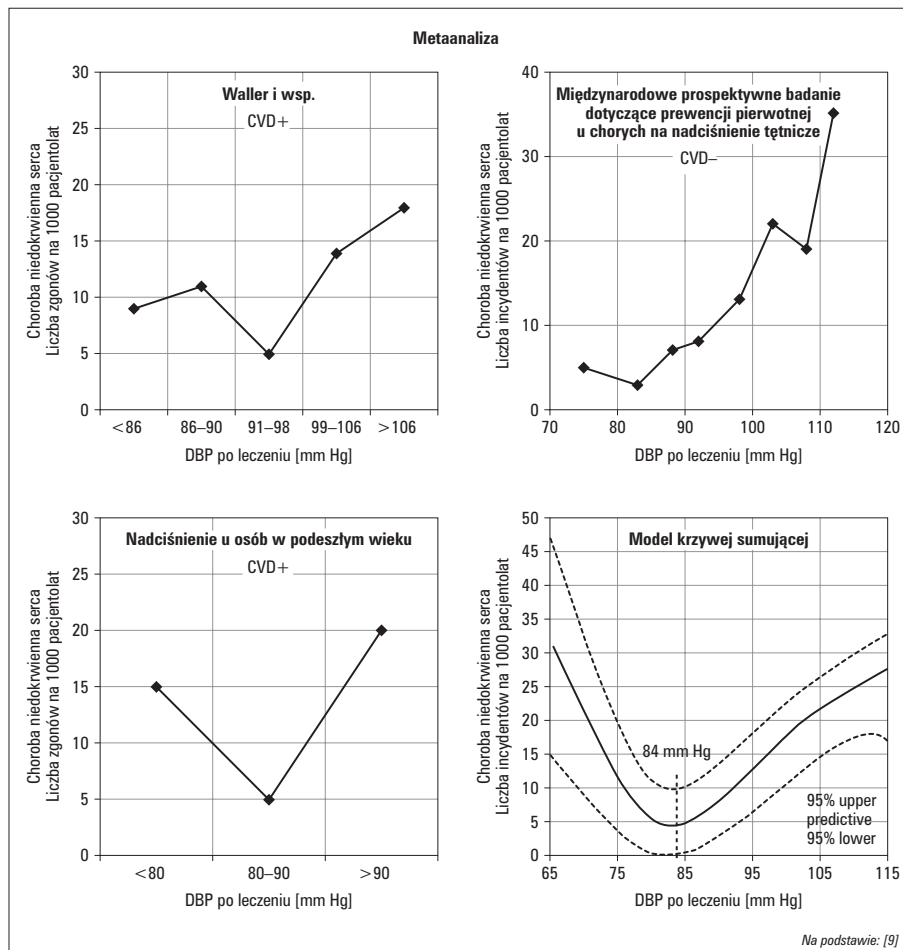 Metaanaliza
Waller i wsp.
CVD+
Choroba niedokrwienna serca
Liczba zgonów na 1000 pacjentolat
30
25
20
15
10
5
0
<86
86–90
91–98
99–106
>106
DBP po leczeniu [mm Hg]
Międzynarodowe prospektywne badanie
dotyczące prewencji pierwotnej
u chorych na nadciśnienie tętnicze
CVD–
Choroba niedokrwienna serca
Liczba incydentów na 1000 pacjentolat
40
30
20
10
0
70
80
90
100
110
120
DBP po leczeniu [mm Hg]
Nadciśnienie u osób w podeszłym wieku
CVD+
Choroba niedokrwienna serca
Liczba zgonów na 1000 pacjentolat
30
25
20
15
10
5
0
<80
80–90
>90
DBP po leczeniu [mm Hg]
Model krzywej sumującej
Choroba niedokrwienna serca
Liczba incydentów na 1000 pacjentolat
50
45
40
35
30
25
20
15
10
5
0
84 mm Hg
95% upper
predictive
95% lower
65
75
85
95
105
115
DBP po leczeniu [mm Hg]
Na podstawie: [9]